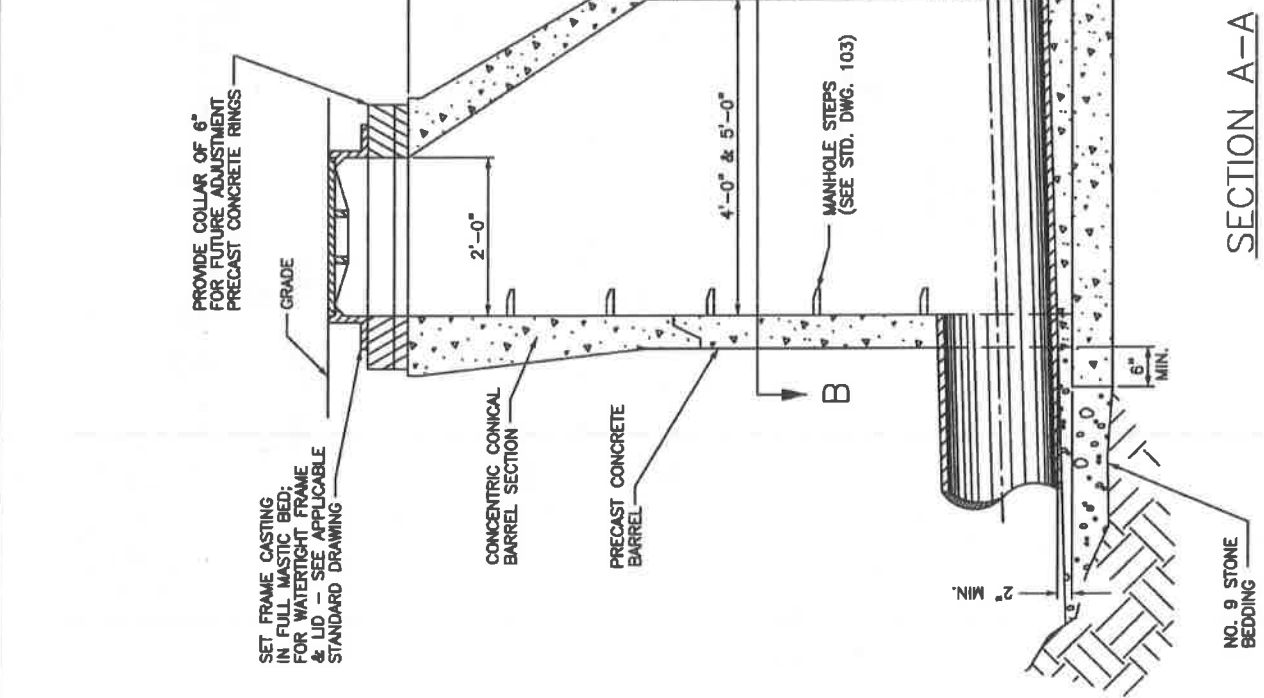 PROVIDE COLLAR OF 6"
FOR FUTURE ADJUSTMENT
PRECAST CONCRETE RINGS
GRADE
SET FRAME CASTING
IN FULL MASTIC BED;
FOR WATERTIGHT FRAME
& LID – SEE APPLICABLE
STANDARD DRAWING
2'-0"
4'-0" & 5'-0"
MANHOLE STEPS
(SEE STD. DWG. 103)
CONCENTRIC CONICAL
BARREL SECTION
PRECAST CONCRETE
BARREL
B
6"
MIN.
2" MIN.
NO. 9 STONE
BEDDING
SECTION A–A